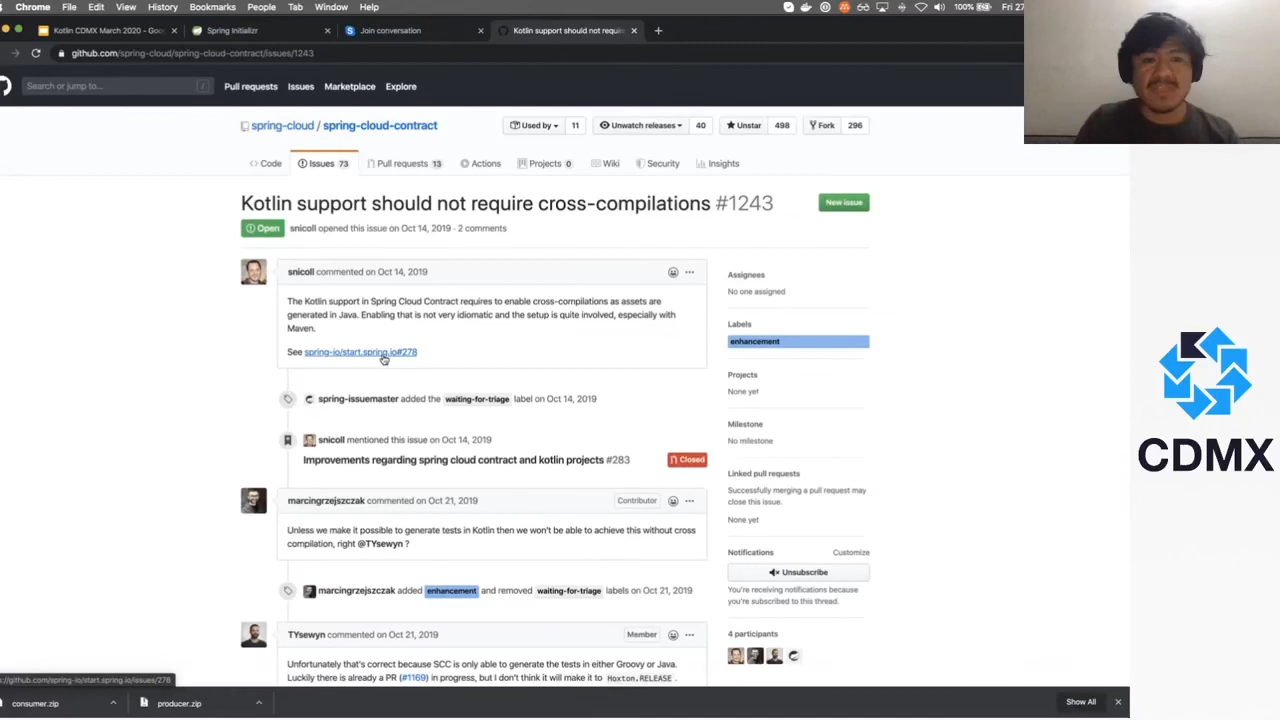 Chrome File Edit View History Bookmarks People Tab Window Help 100% Fri 27
Kotlin CDMX March 2020 - Goo Spring Initializr Join conversation Kotlin support should not requir
github.com/spring-cloud/spring-cloud-contract/issues/1243
Search or jump to... / Pull requests Issues Marketplace Explore
spring-cloud / spring-cloud-contract Used by 11 Unwatch releases 40 Unstar 498 Fork 296
Code Issues 73 Pull requests 13 Actions Projects 0 Wiki Security Insights
Kotlin support should not require cross-compilations #1243 New issue
Open snicoll opened this issue on Oct 14, 2019 · 2 comments
snicoll commented on Oct 14, 2019
The Kotlin support in Spring Cloud Contract requires to enable cross-compilations as assets are
generated in Java. Enabling that is not very idiomatic and the setup is quite involved, especially with
Maven.
See spring-io/start.spring.io#278
spring-issuemaster added the waiting-for-triage label on Oct 14, 2019
snicoll mentioned this issue on Oct 14, 2019
Improvements regarding spring cloud contract and kotlin projects #283 Closed
marcingrzejszczak commented on Oct 21, 2019 Contributor
Unless we make it possible to generate tests in Kotlin then we won't be able to achieve this without cross
compilation, right @TYsewyn ?
marcingrzejszczak added enhancement and removed waiting-for-triage labels on Oct 21, 2019
TYsewyn commented on Oct 21, 2019 Member
Unfortunately that's correct because SCC is only able to generate the tests in either Groovy or Java.
Luckily there is already a PR (#1169) in progress, but I don't think it will make it to Hoxton.RELEASE .
Assignees
No one assigned
Labels
enhancement
Projects
None yet
Milestone
No milestone
Linked pull requests
Successfully merging a pull request may
close this issue.
None yet
Notifications Customize
Unsubscribe
You're receiving notifications because
you're subscribed to this thread.
4 participants
s://github.com/spring-io/start.spring.io/issues/278
consumer.zip producer.zip Show All
CDMX